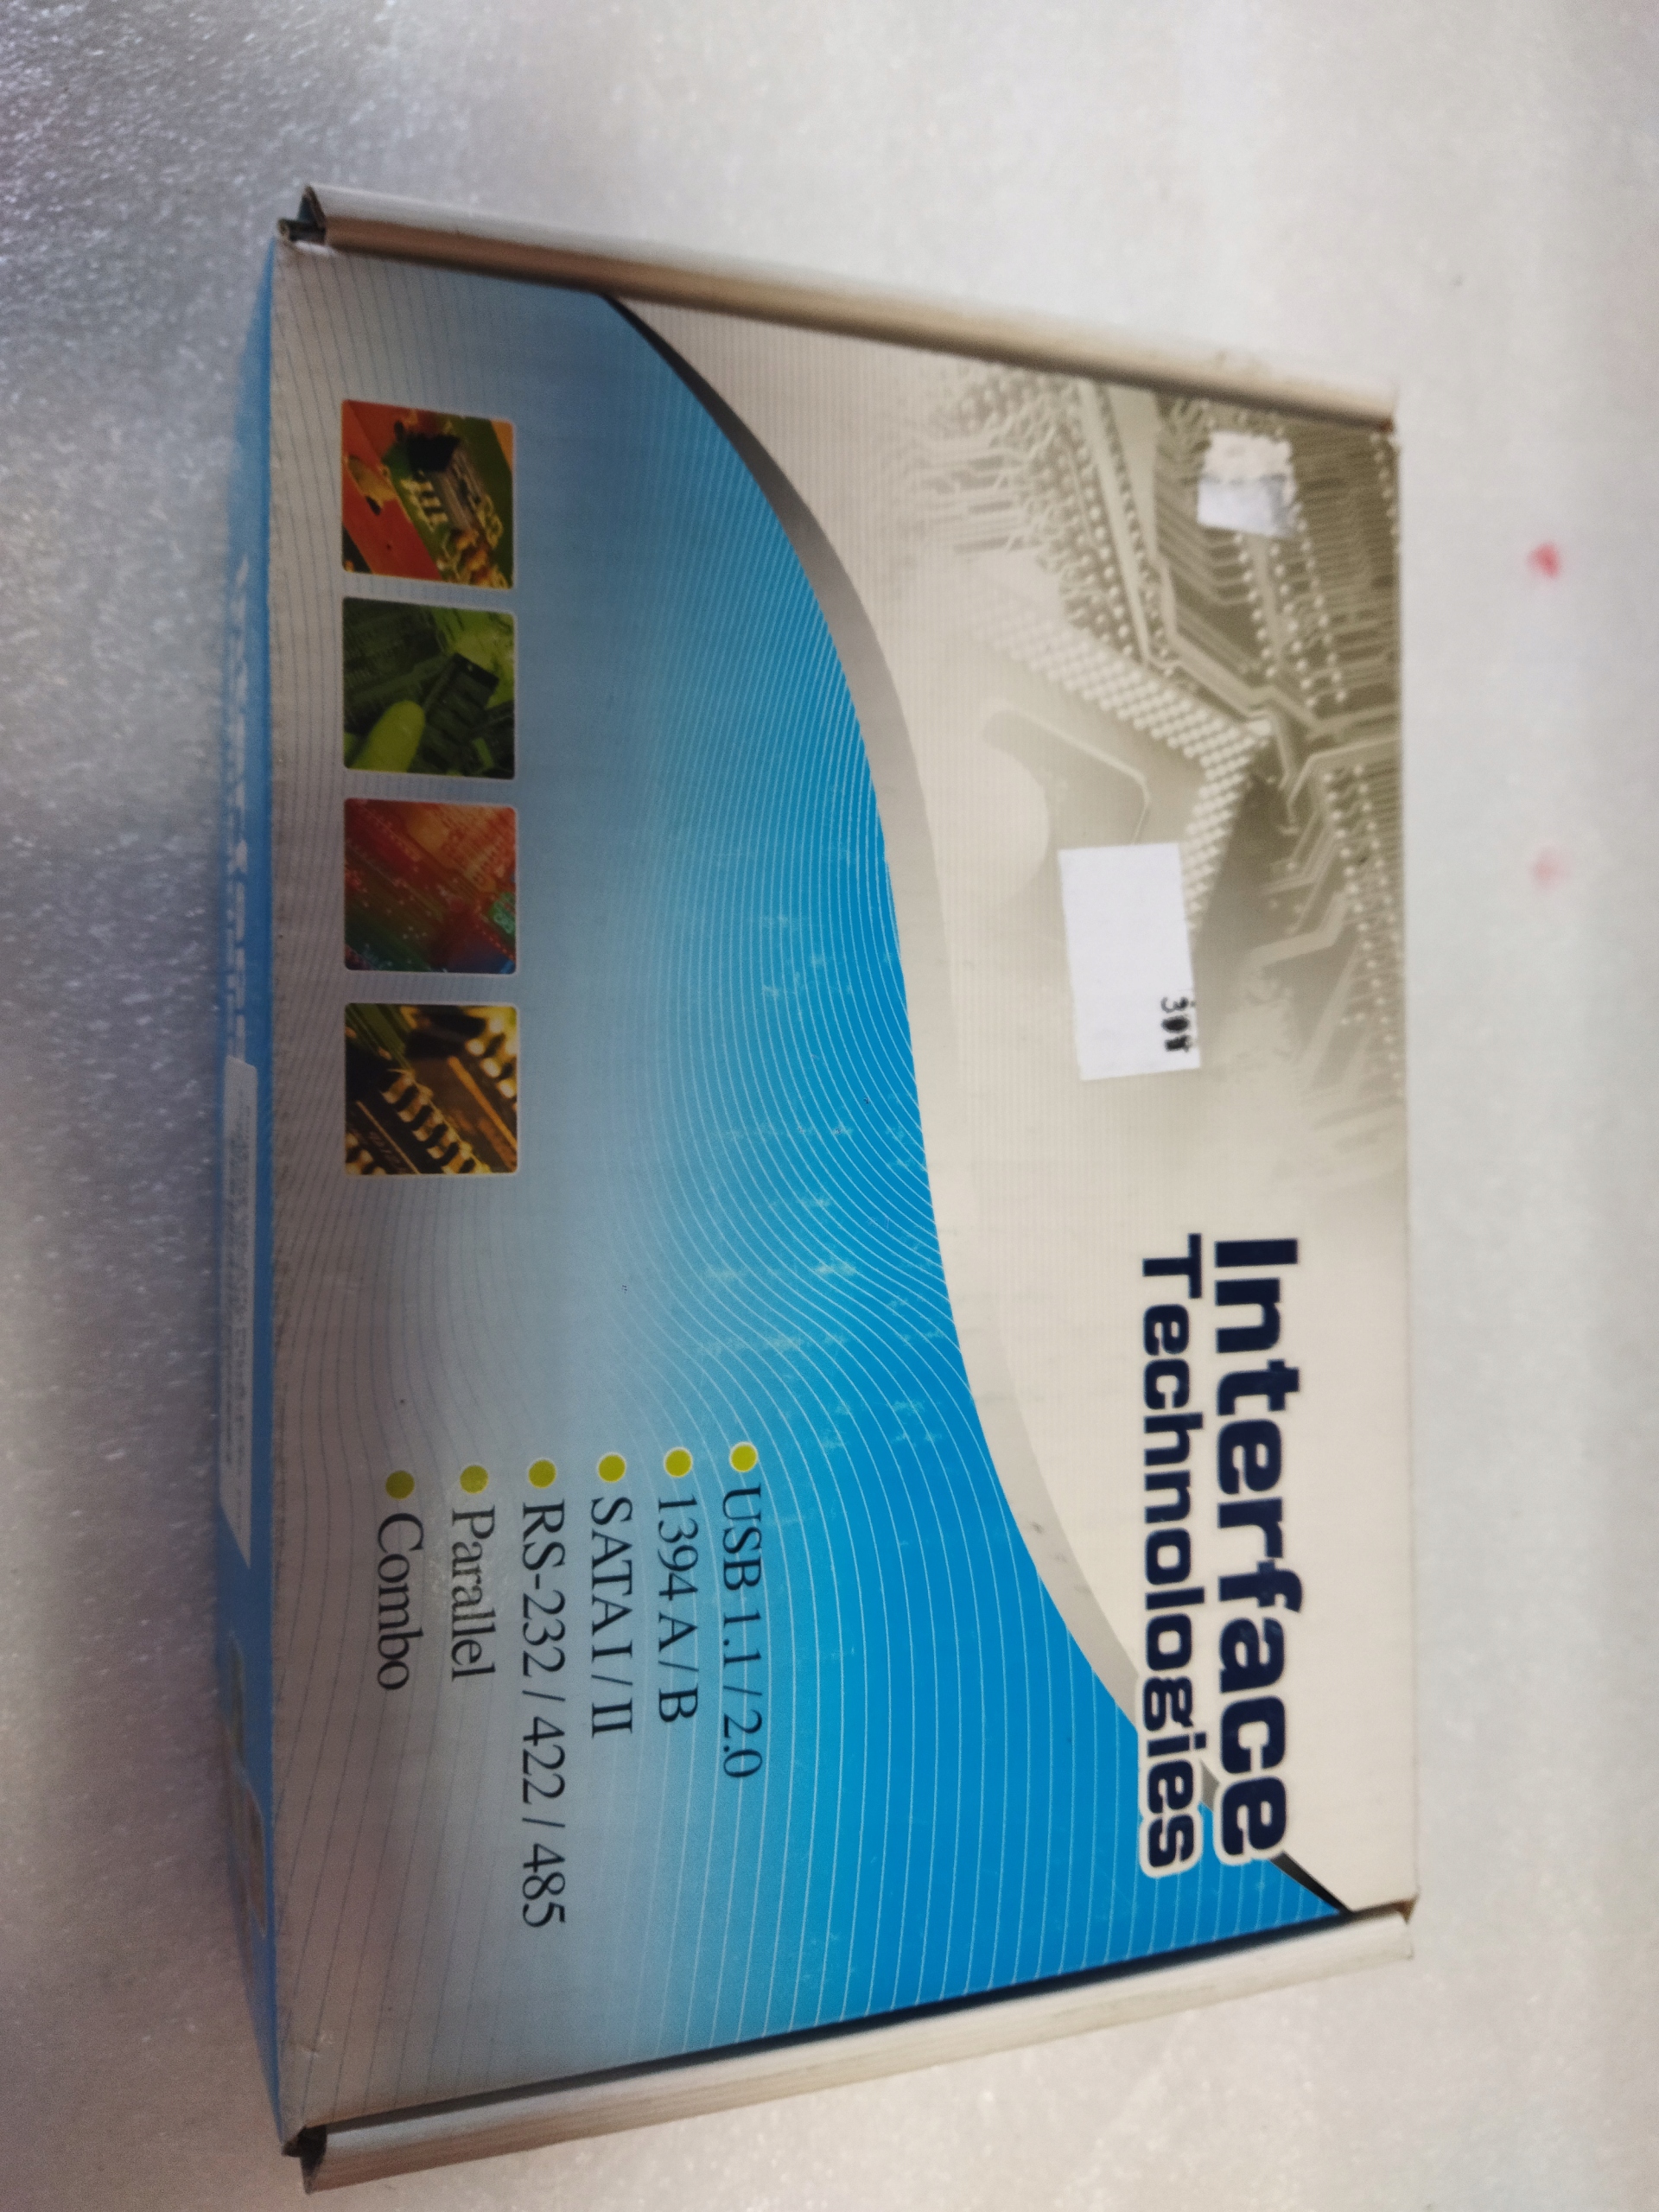 Interface
Technologies
USB 1.1 / 2.0
1394 A / B
SATA I / II
RS-232 / 422 / 485
Parallel
Combo